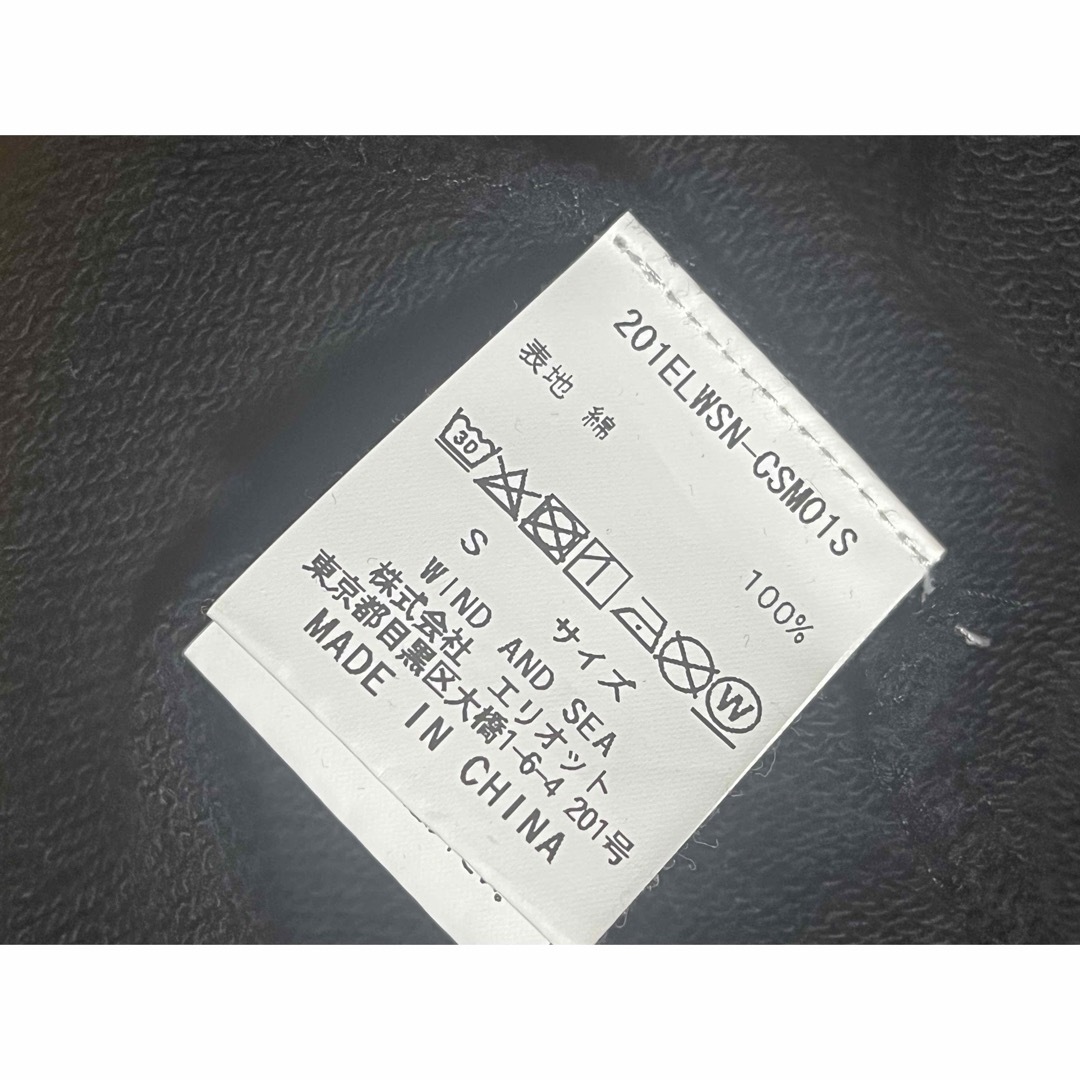 201ELWSN-CSM01S
表地 綿 100%
30 W
S サイズ
WIND AND SEA
株式会社 エリオット
東京都目黒区大橋1-6-4 201号
MADE IN CHINA